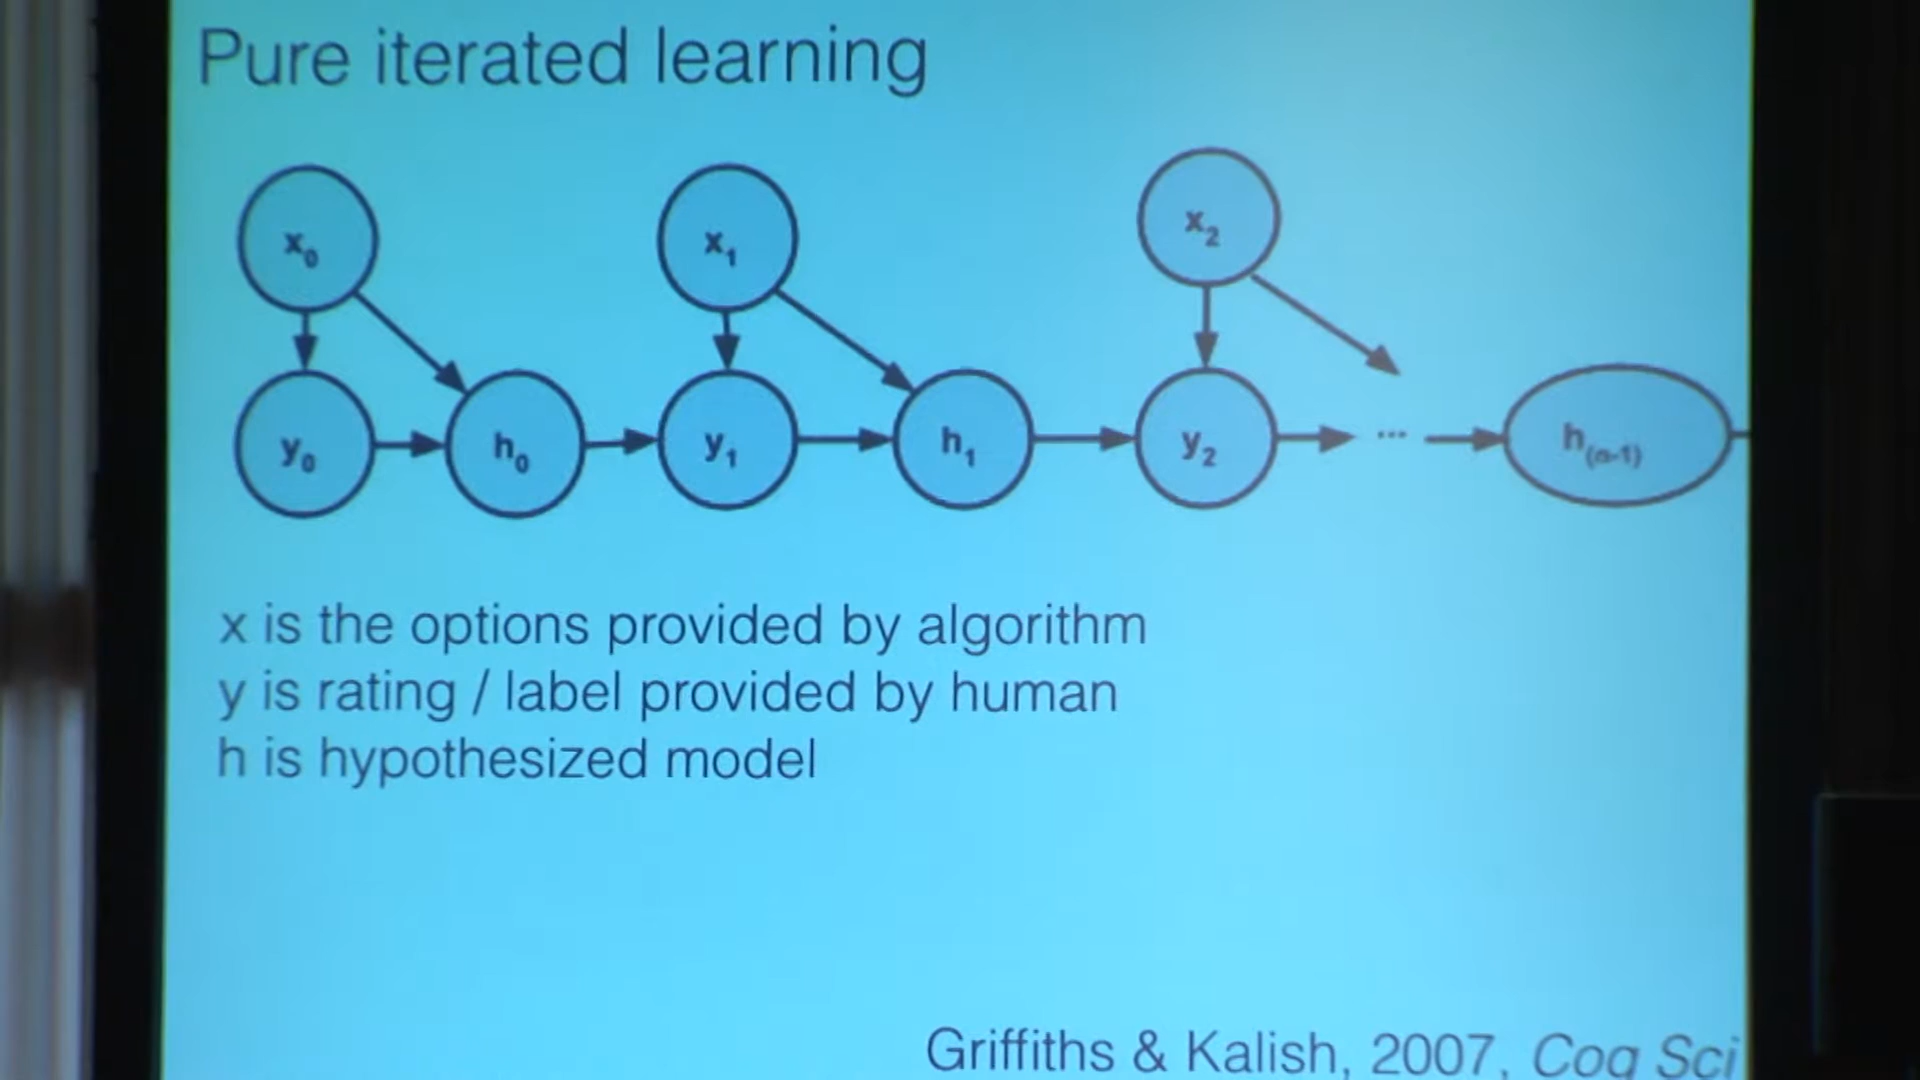 Pure iterated learning
x₀ x₁ x₂
y₀ h₀ y₁ h₁ y₂ ... h₍ₙ₋₁₎
x is the options provided by algorithm
y is rating / label provided by human
h is hypothesized model
Griffiths & Kalish, 2007, Cog Sci